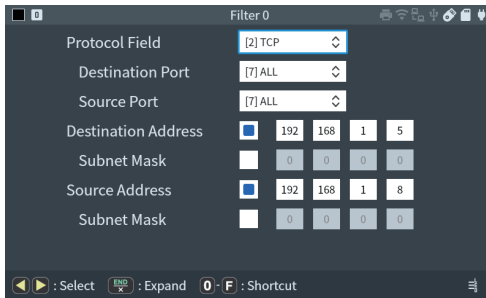 0 Filter 0
Protocol Field [2] TCP
Destination Port [7] ALL
Source Port [7] ALL
Destination Address 192 168 1 5
Subnet Mask 0 0 0 0
Source Address 192 168 1 8
Subnet Mask 0 0 0 0
: Select END × : Expand 0 - F : Shortcut